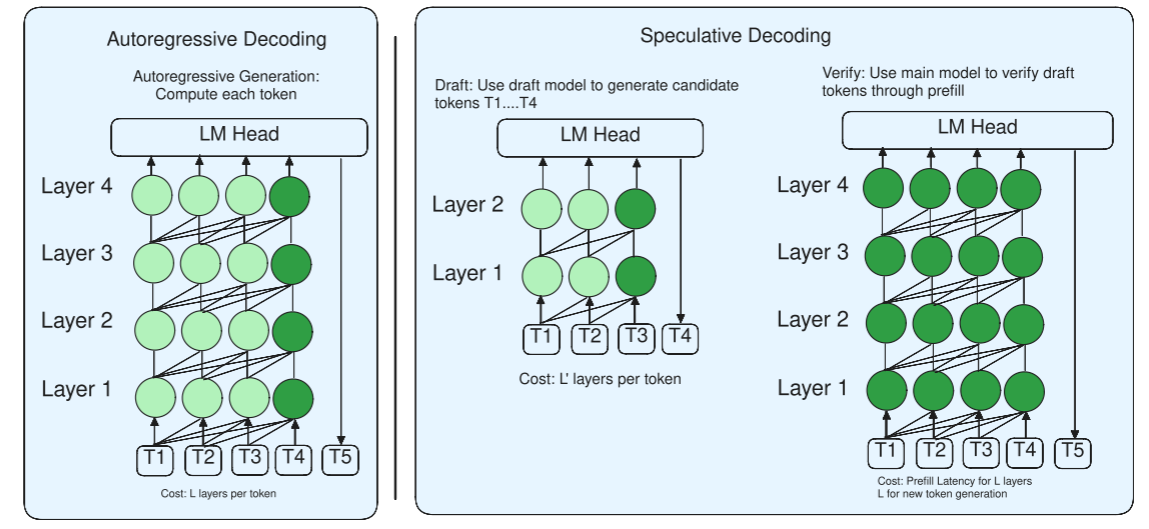 Autoregressive Decoding
Autoregressive Generation:
Compute each token
LM Head
Layer 4
Layer 3
Layer 2
Layer 1
T1 T2 T3 T4 T5
Cost: L layers per token
Speculative Decoding
Draft: Use draft model to generate candidate
tokens T1....T4
LM Head
Layer 2
Layer 1
T1 T2 T3 T4
Cost: L' layers per token
Verify: Use main model to verify draft
tokens through prefill
LM Head
Layer 4
Layer 3
Layer 2
Layer 1
T1 T2 T3 T4 T5
Cost: Prefill Latency for L layers
L for new token generation